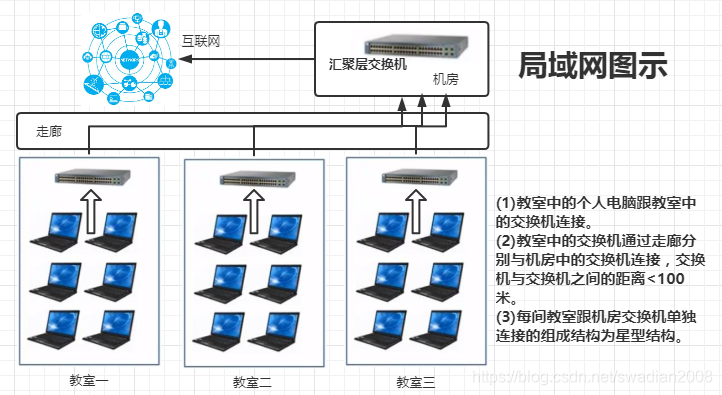 局域网图示
互联网
汇聚层交换机
机房
走廊
(1)教室中的个人电脑跟教室中
的交换机连接。
(2)教室中的交换机通过走廊分
别与机房中的交换机连接，交换
机与交换机之间的距离<100
米。
(3)每间教室跟机房交换机单独
连接的组成结构为星型结构。
教室一
教室二
教室三
https://blog.csdn.net/swadian2008